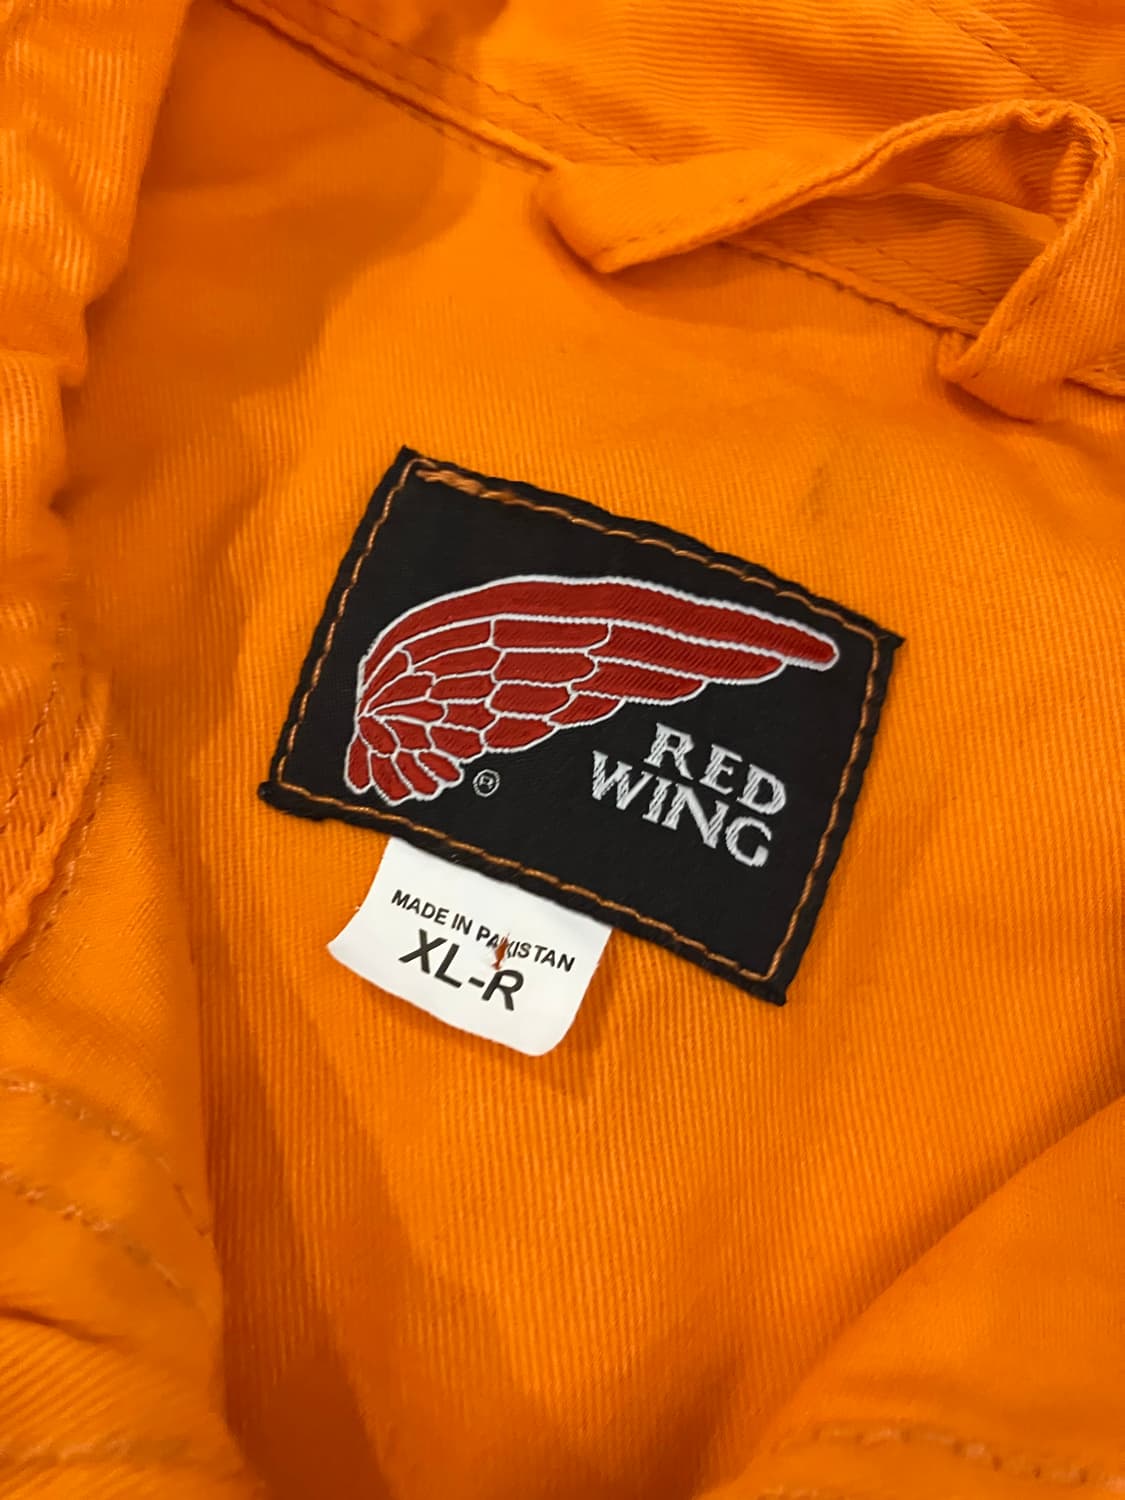 RED
WING
®
MADE IN PAKISTAN
XL-R